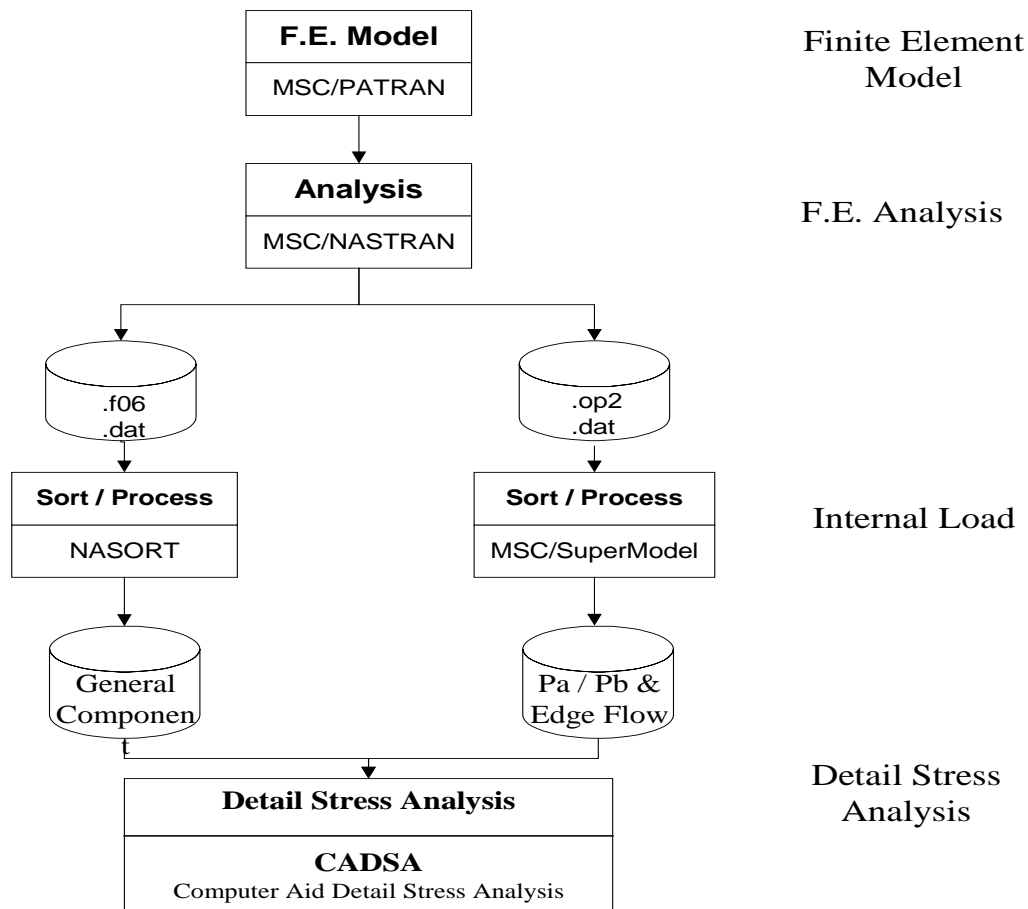 F.E. Model
MSC/PATRAN
Finite Element
Model
Analysis
MSC/NASTRAN
F.E. Analysis
.f06
.dat
.op2
.dat
Sort / Process
NASORT
Sort / Process
MSC/SuperModel
Internal Load
General
Componen
t
Pa / Pb &
Edge Flow
Detail Stress Analysis
CADSA
Computer Aid Detail Stress Analysis
Detail Stress
Analysis